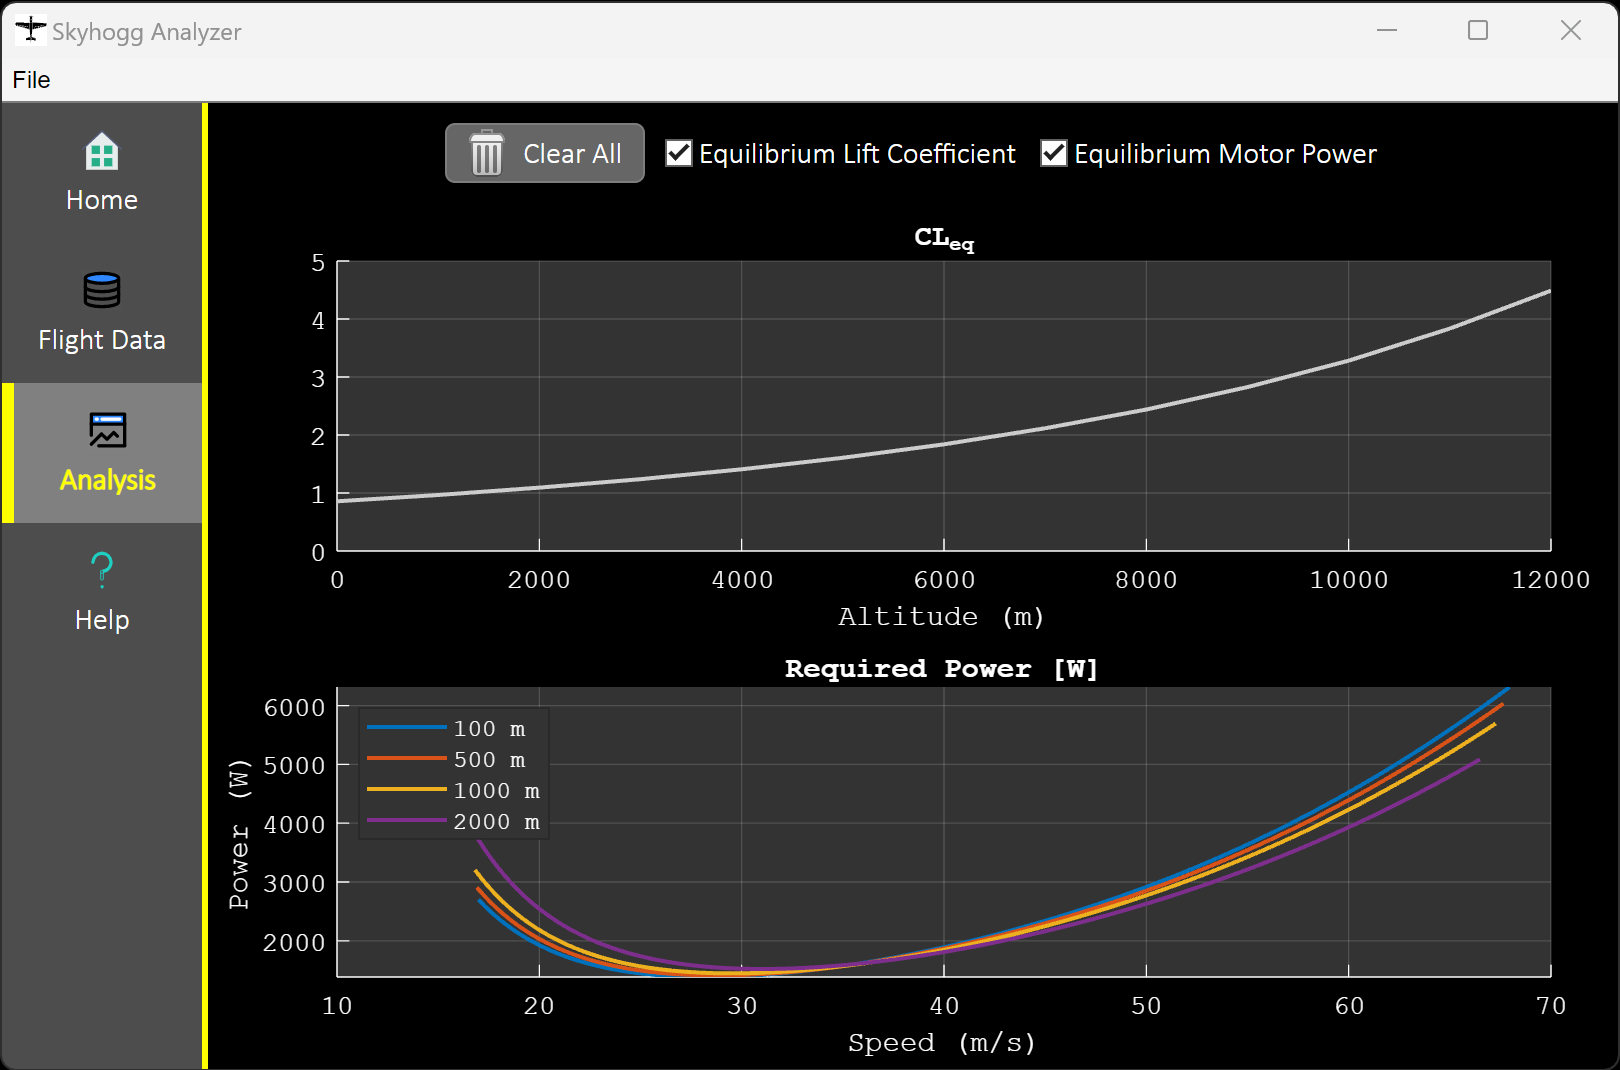 Skyhogg Analyzer
File
Home
Flight Data
Analysis
Help
Clear All
Equilibrium Lift Coefficient
Equilibrium Motor Power
CLeq
5
4
3
2
1
0
0 2000 4000 6000 8000 10000 12000
Altitude (m)
Required Power [W]
Power (W)
6000
5000
4000
3000
2000
100 m
500 m
1000 m
2000 m
10 20 30 40 50 60 70
Speed (m/s)